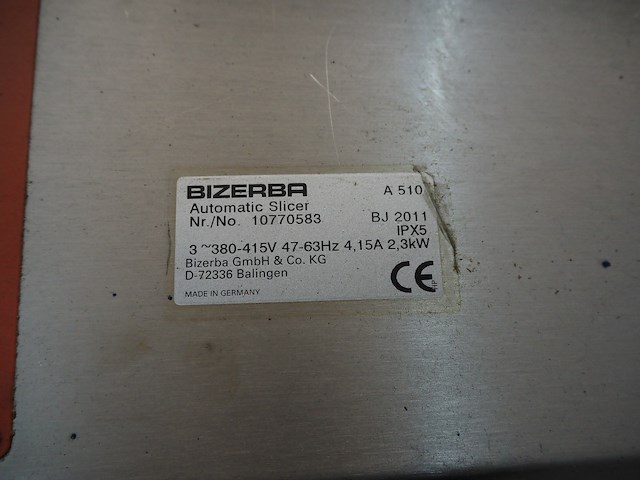 BIZERBA A 510
Automatic Slicer
Nr./No. 10770583 BJ 2011
IPX5
3 ~380-415V 47-63Hz 4,15A 2,3kW
Bizerba GmbH & Co. KG
D-72336 Balingen
CE
MADE IN GERMANY